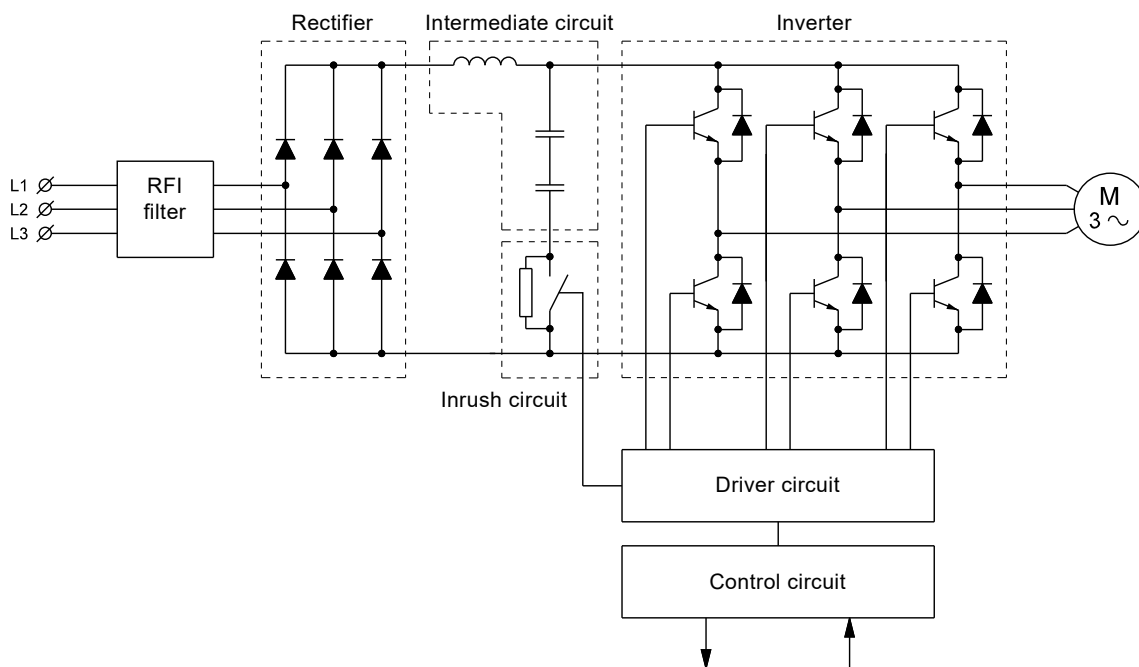 Rectifier
Intermediate circuit
Inverter
L1
L2
L3
RFI
filter
M
3 ~
Inrush circuit
Driver circuit
Control circuit